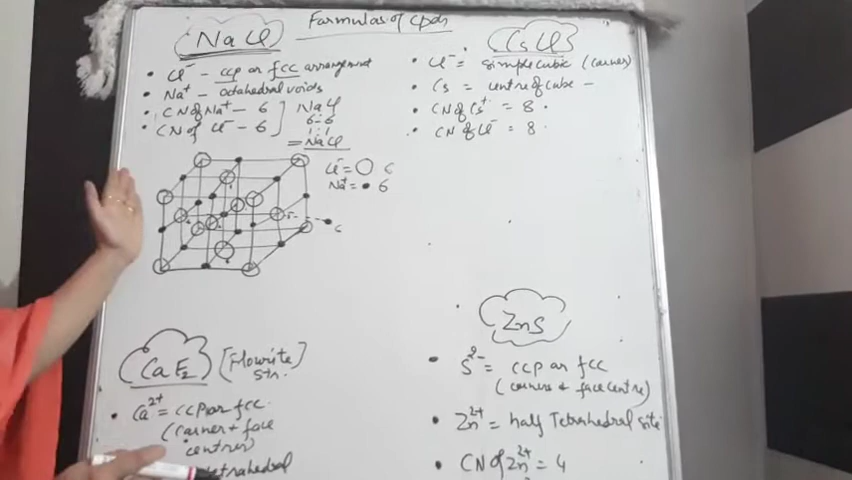 Farmulas of Cpds
NaCl
• Cl⁻ – ccp or fcc arrangement
• Na⁺ – octahedral voids
• CN of Na⁺ – 6
• CN of Cl⁻ – 6
NaCl
6:6
1:1
= NaCl
Cl⁻ = ○ 6
Na⁺ = • 6
CsCl
• Cl⁻ = simple cubic (corner)
• Cs = centre of cube –
• CN of Cs⁺ = 8 .
• CN of Cl⁻ = 8 .
CaF₂ [Flourite]
Str.
• Ca²⁺ = ccp or fcc.
(Corner + face
centres)
tetrahedral
ZnS
• S²⁻ = ccp or fcc
(corners + face centre)
• Zn²⁺ = half Tetrahedral site
• CN of Zn²⁺ = 4